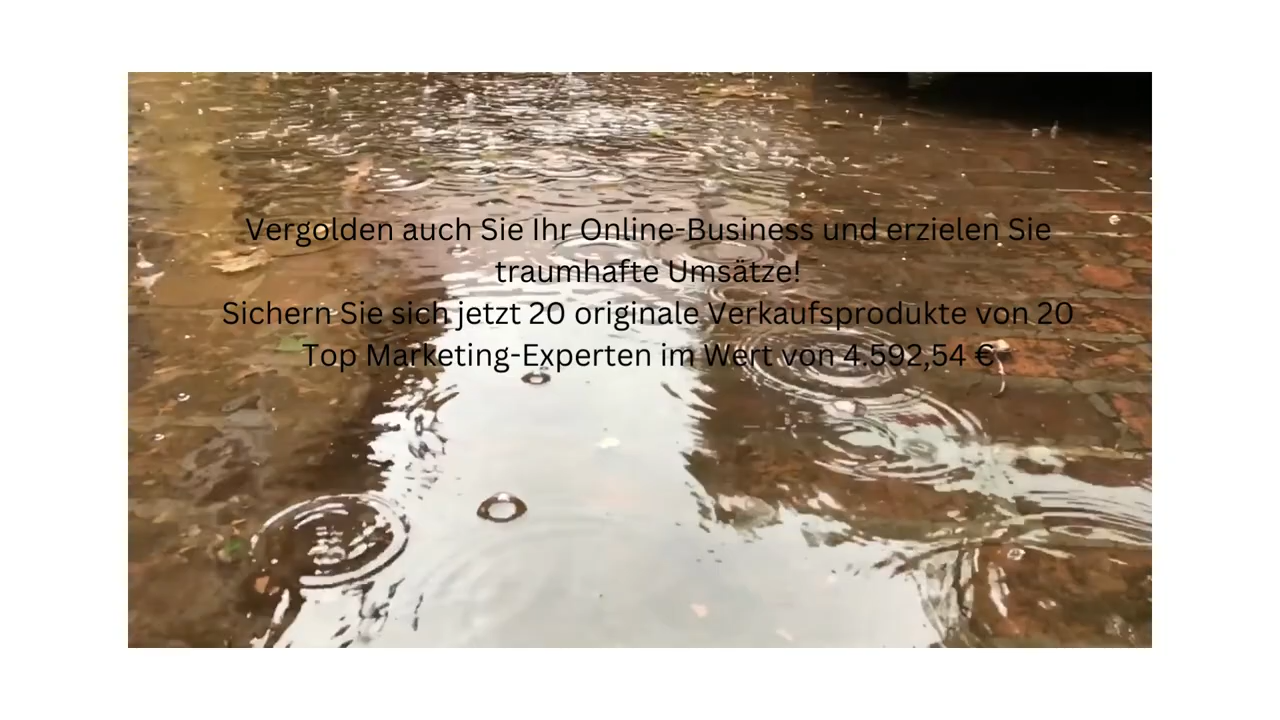 Vergolden auch Sie Ihr Online-Business und erzielen Sie
traumhafte Umsätze!
Sichern Sie sich jetzt 20 originale Verkaufsprodukte von 20
Top Marketing-Experten im Wert von 4.592,54 €